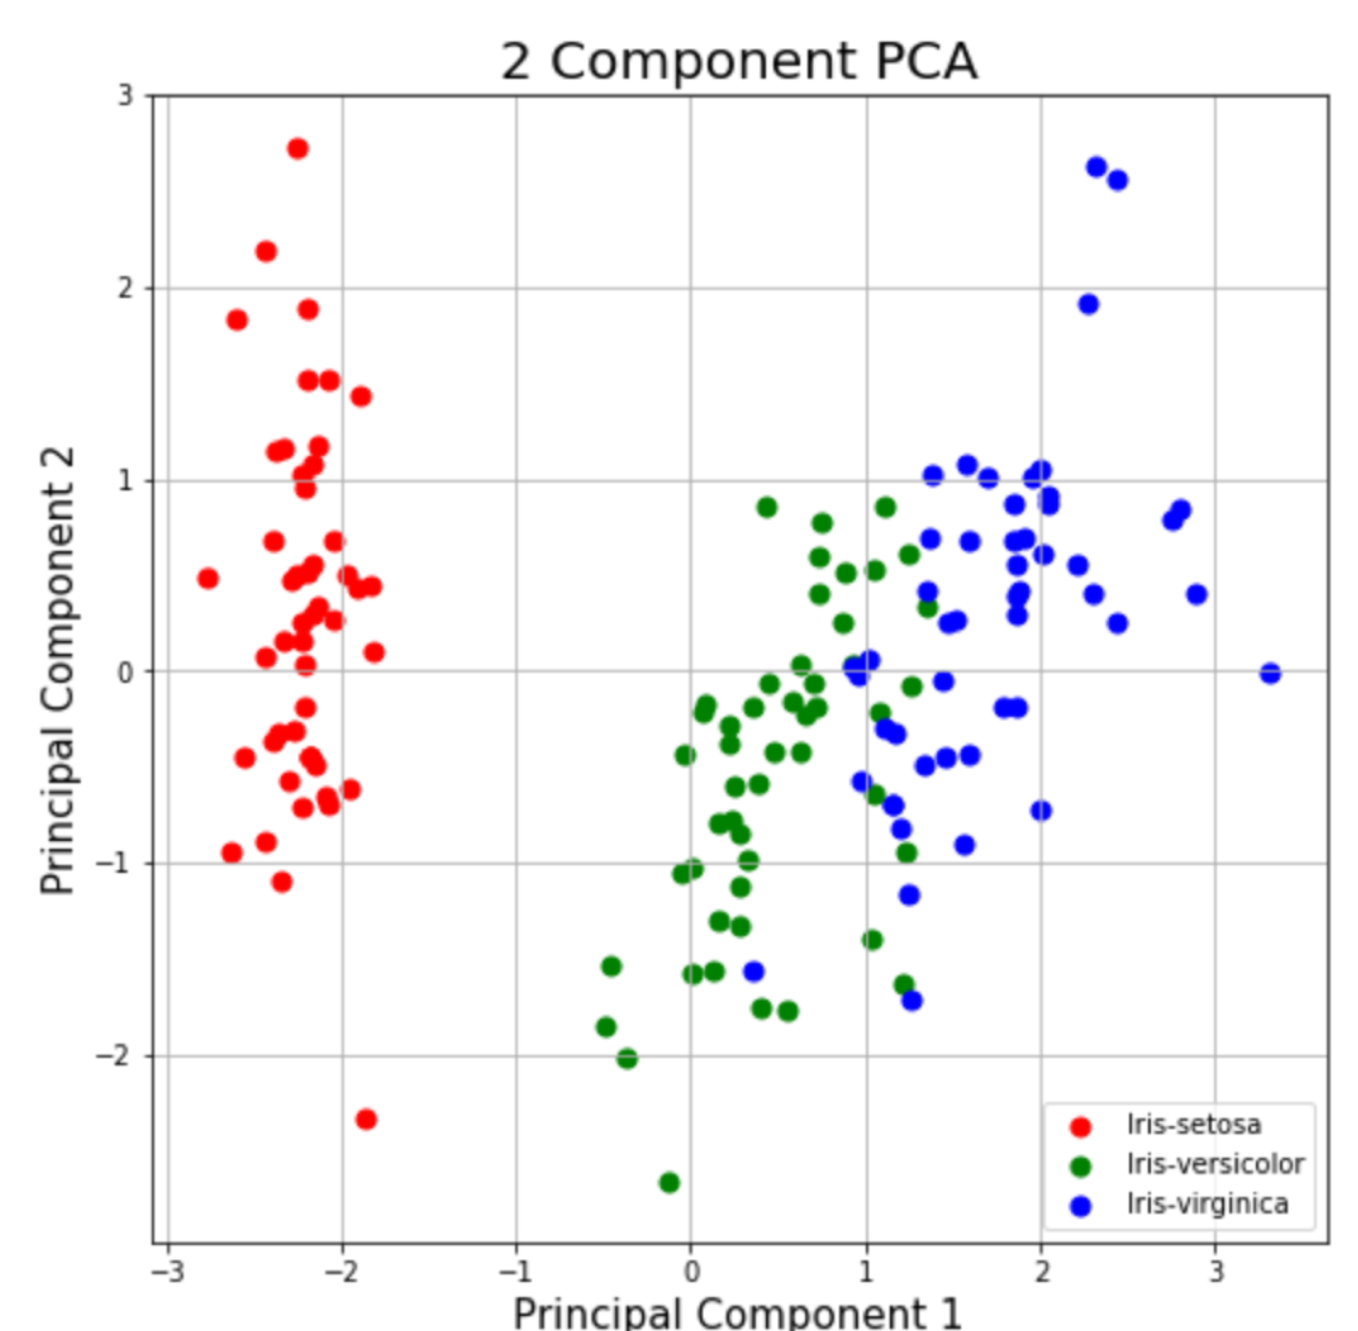 2 Component PCA
3
2
1
0
−1
−2
Principal Component 2
−3 −2 −1 0 1 2 3
Principal Component 1
Iris-setosa
Iris-versicolor
Iris-virginica